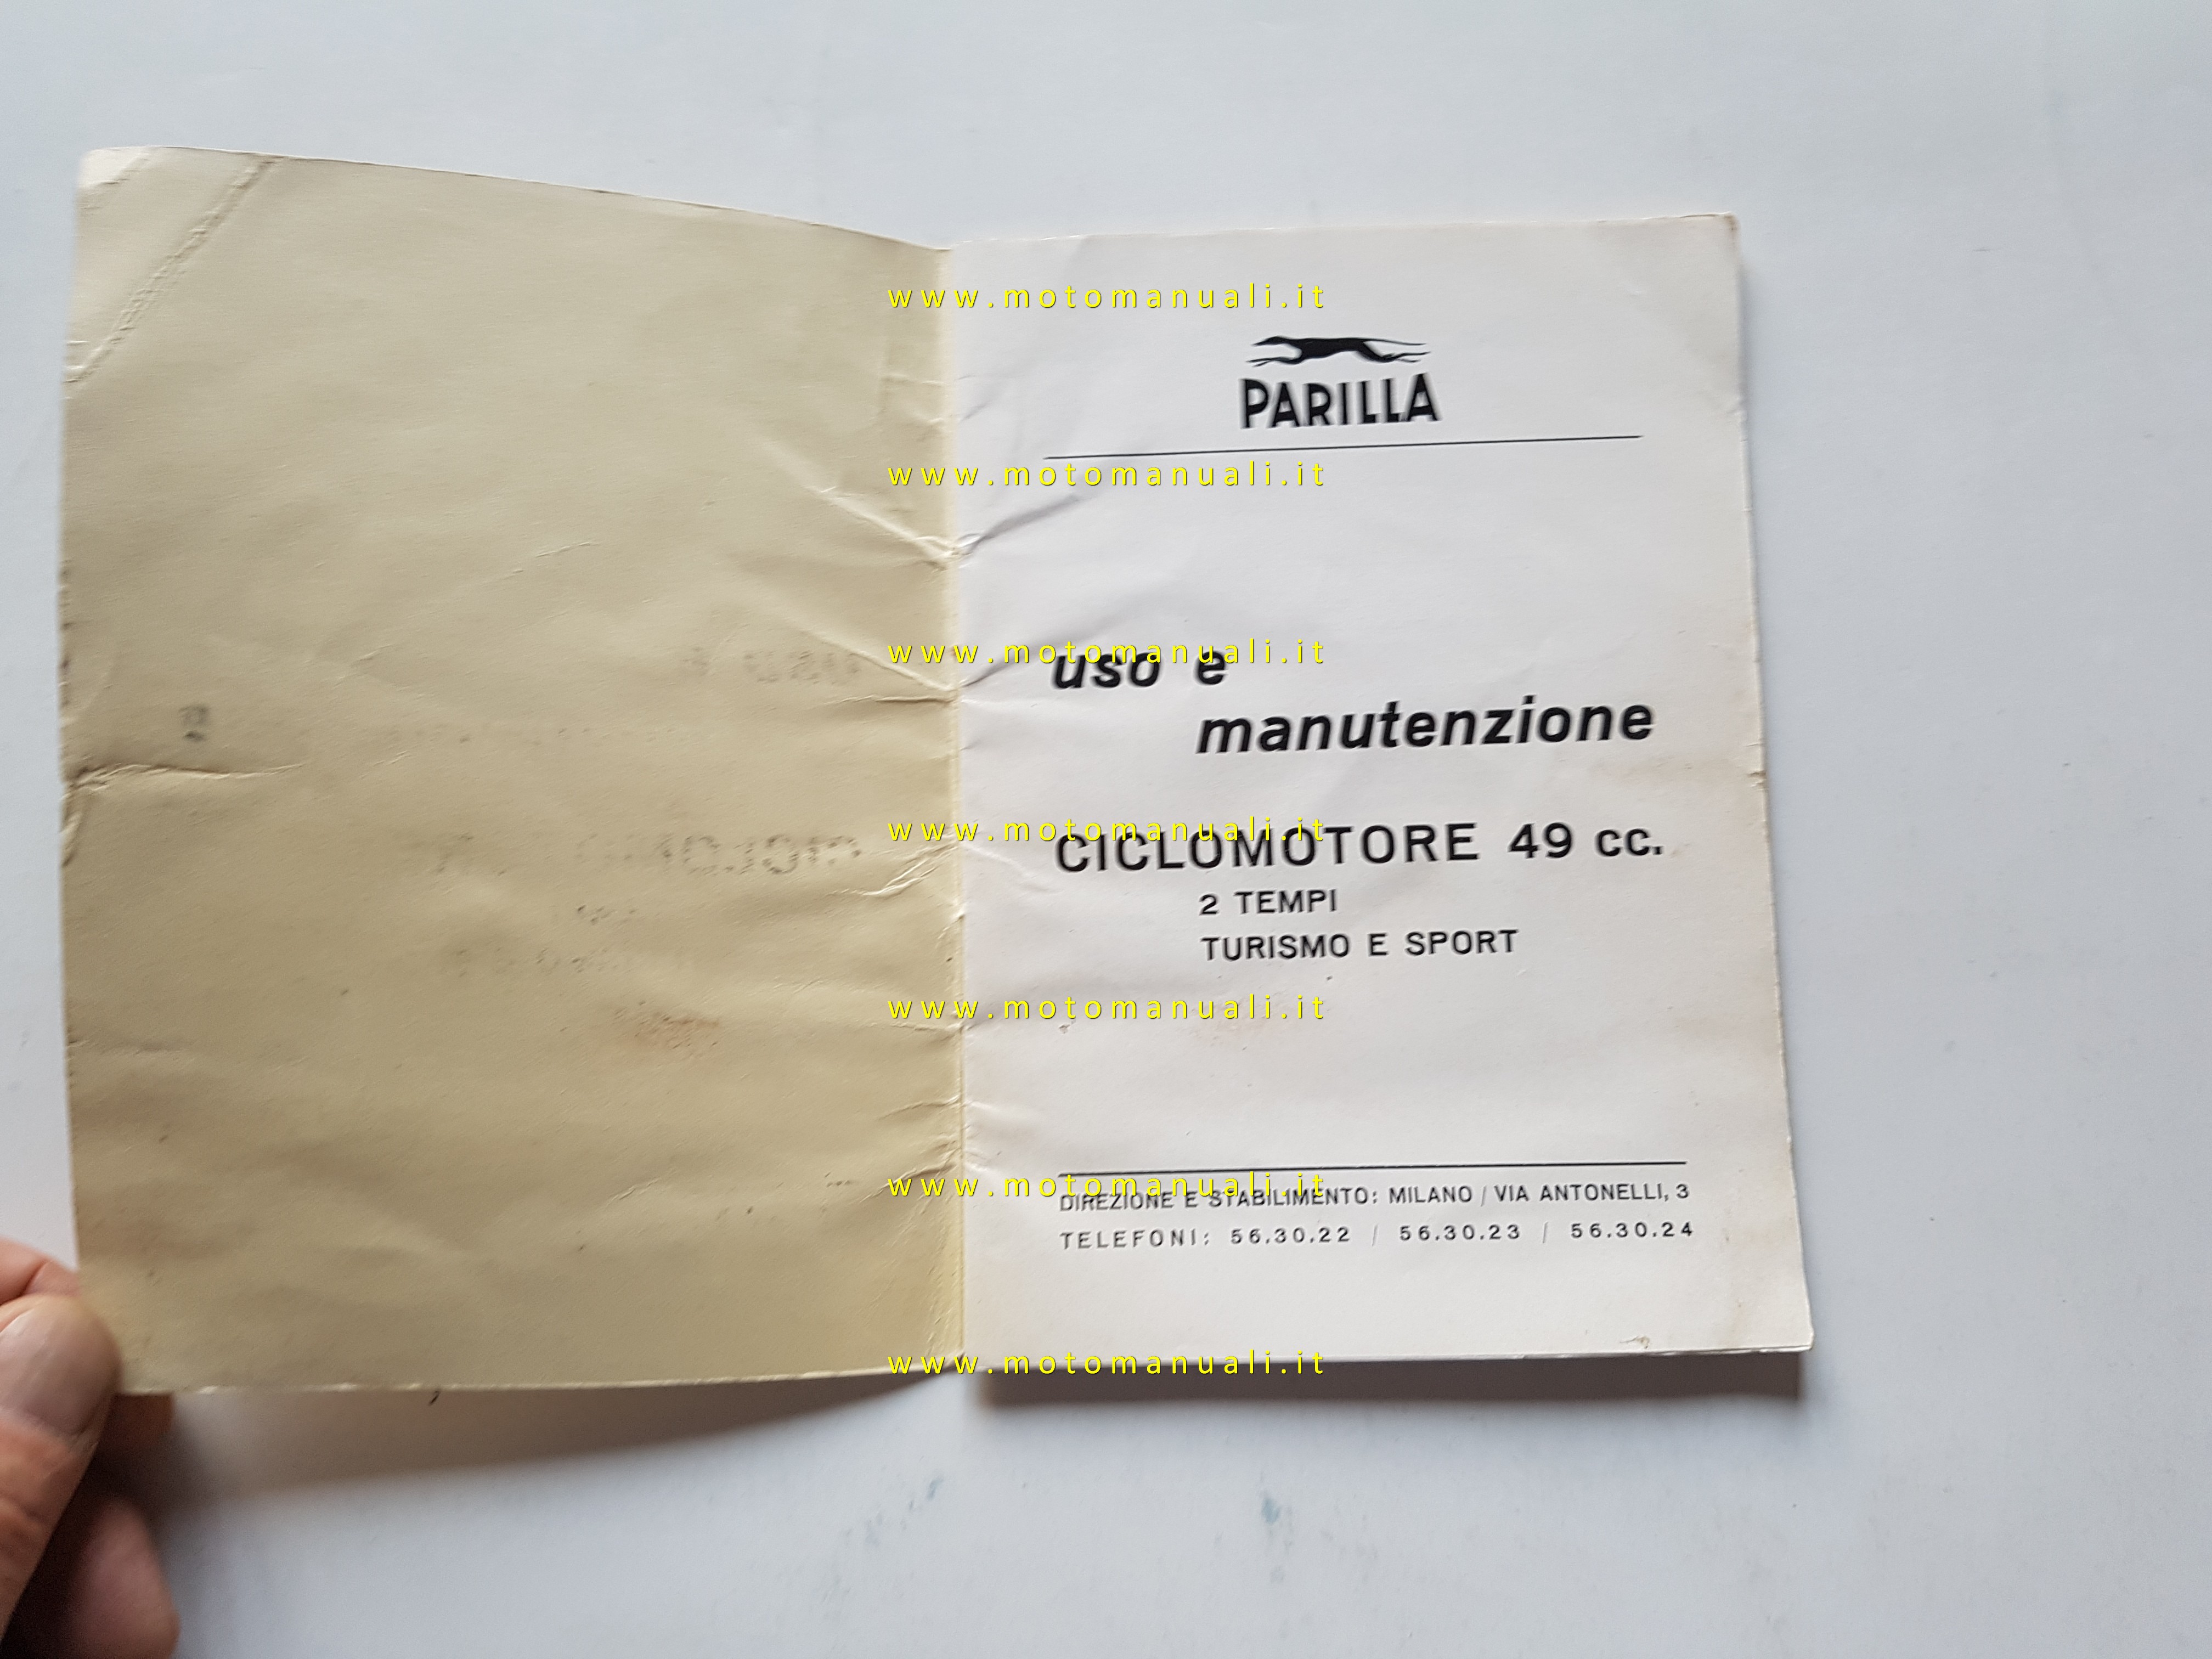 www.motomanuali.it
PARILLA
www.motomanuali.it
www.motomanuali.it
uso e
manutenzione
www.motomanuali.it
CICLOMOTORE 49 cc.
2 TEMPI
TURISMO E SPORT
www.motomanuali.it
www.motomanuali.it
DIREZIONE E STABILIMENTO: MILANO / VIA ANTONELLI, 3
TELEFONI: 56.30.22 / 56.30.23 / 56.30.24
www.motomanuali.it